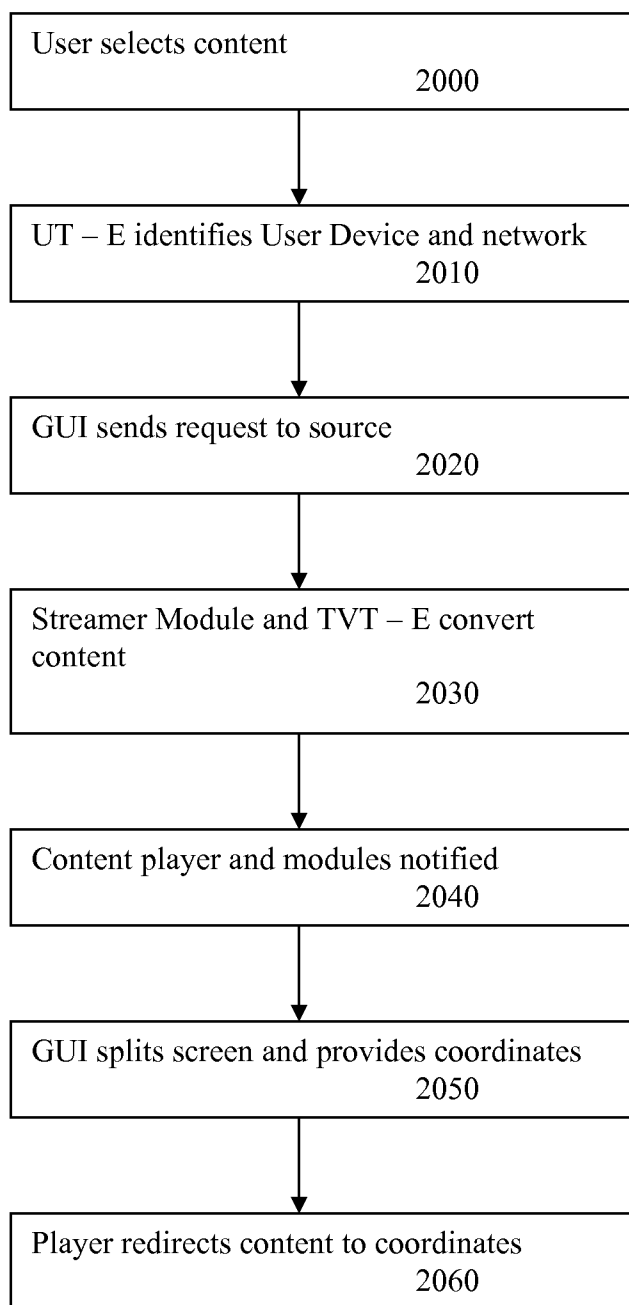 User selects content
2000
UT – E identifies User Device and network
2010
GUI sends request to source
2020
Streamer Module and TVT – E convert
content
2030
Content player and modules notified
2040
GUI splits screen and provides coordinates
2050
Player redirects content to coordinates
2060